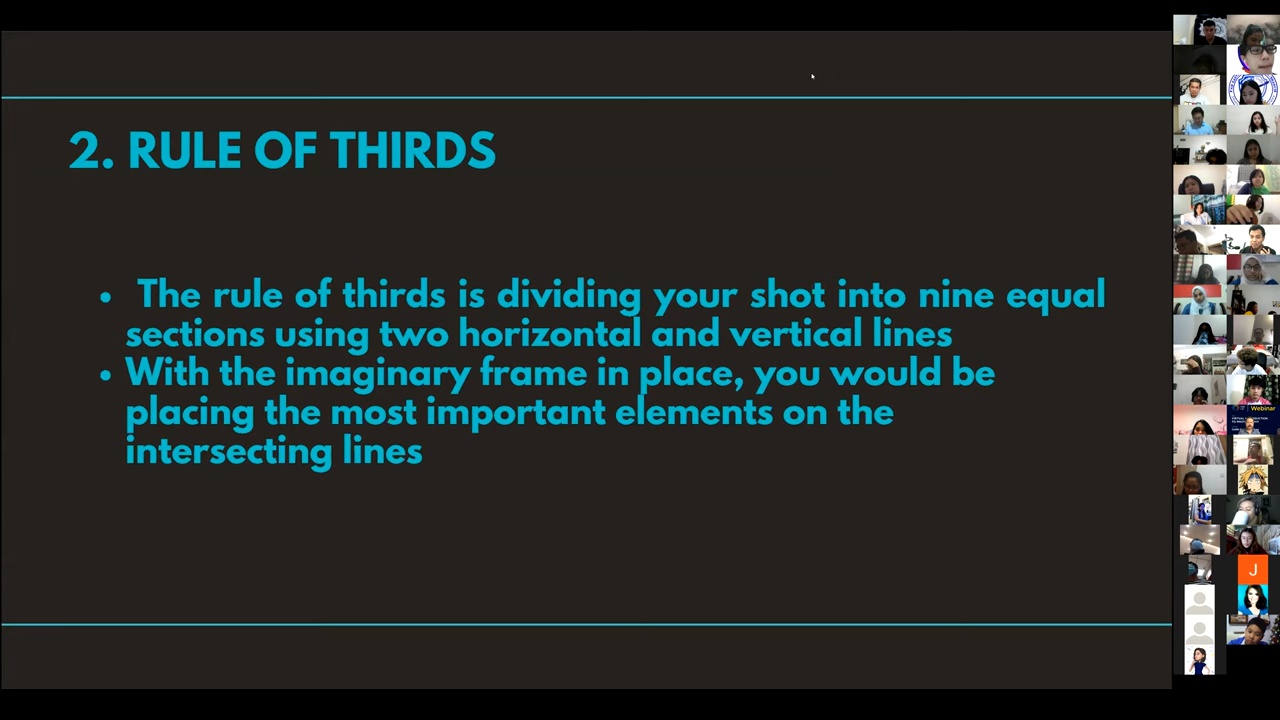 2. RULE OF THIRDS
• The rule of thirds is dividing your shot into nine equal
sections using two horizontal and vertical lines
• With the imaginary frame in place, you would be
placing the most important elements on the
intersecting lines
Webinar
J